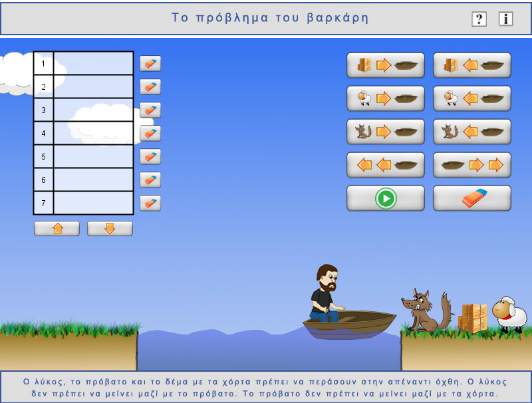 Το πρόβλημα του βαρκάρη
?
i
1
2
3
4
5
6
7
Ο λύκος, το πρόβατο και το δέμα με τα χόρτα πρέπει να περάσουν στην απέναντι όχθη. Ο λύκος
δεν πρέπει να μείνει μαζί με το πρόβατο. Το πρόβατο δεν πρέπει να μείνει μαζί με τα χόρτα.